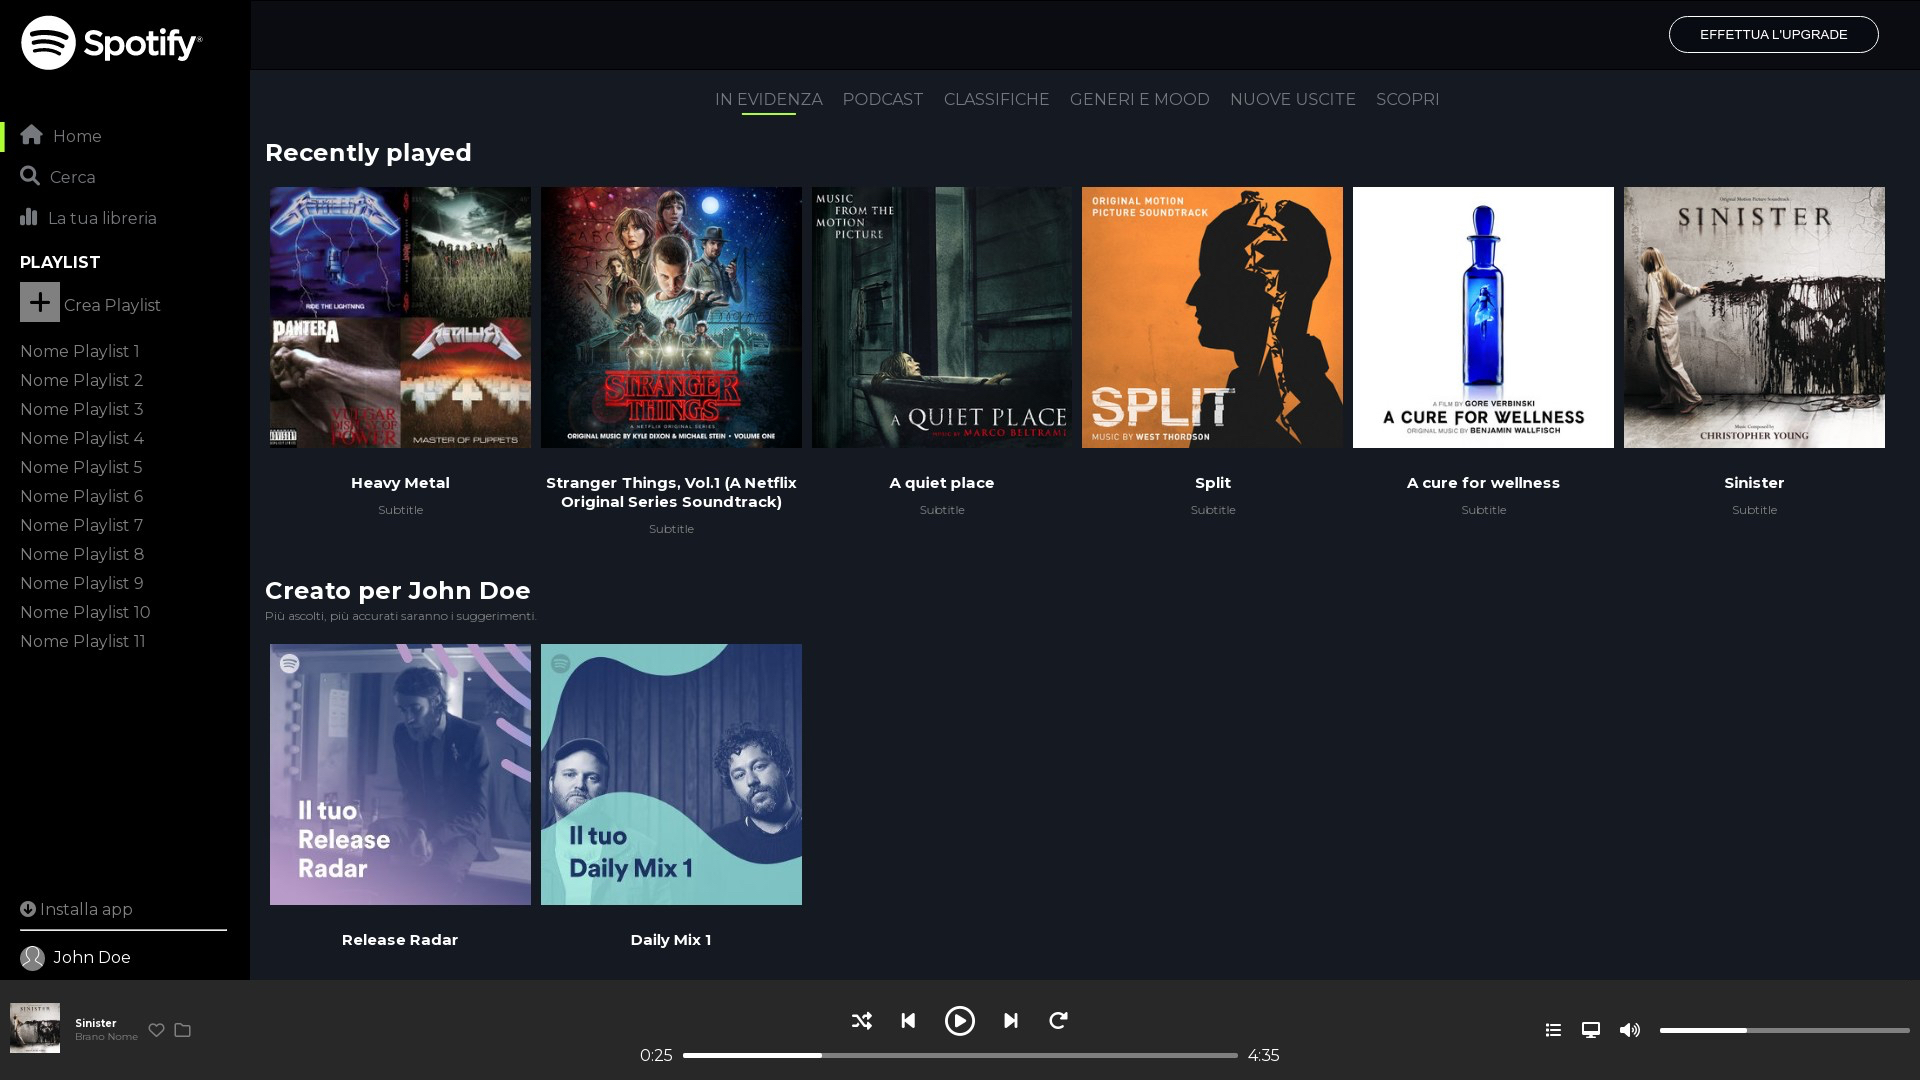 Spotify®
EFFETTUA L'UPGRADE
IN EVIDENZA PODCAST CLASSIFICHE GENERI E MOOD NUOVE USCITE SCOPRI
Home
Cerca
La tua libreria
PLAYLIST
Crea Playlist
Nome Playlist 1
Nome Playlist 2
Nome Playlist 3
Nome Playlist 4
Nome Playlist 5
Nome Playlist 6
Nome Playlist 7
Nome Playlist 8
Nome Playlist 9
Nome Playlist 10
Nome Playlist 11
Installa app
John Doe
Recently played
RIDE THE LIGHTNING
PANTERA
VULGAR
DISPLAY OF
POWER
METALLICA
MASTER OF PUPPETS
STRANGER
THINGS
A NETFLIX ORIGINAL SERIES
ORIGINAL MUSIC BY KYLE DIXON & MICHAEL STEIN • VOLUME ONE
MUSIC
FROM THE
MOTION
PICTURE
A QUIET PLACE
MUSIC BY MARCO BELTRAMI
ORIGINAL MOTION
PICTURE SOUNDTRACK
SPLIT
MUSIC BY WEST THORDSON
A FILM BY GORE VERBINSKI
A CURE FOR WELLNESS
ORIGINAL MUSIC BY BENJAMIN WALLFISCH
Original Motion Picture Soundtrack
SINISTER
Music Composed by
CHRISTOPHER YOUNG
Heavy Metal
Subtitle
Stranger Things, Vol.1 (A Netflix
Original Series Soundtrack)
Subtitle
A quiet place
Subtitle
Split
Subtitle
A cure for wellness
Subtitle
Sinister
Subtitle
Creato per John Doe
Più ascolti, più accurati saranno i suggerimenti.
Il tuo
Release
Radar
Il tuo
Daily Mix 1
Release Radar
Daily Mix 1
SINISTER
Sinister
Brano Nome
0:25
4:35